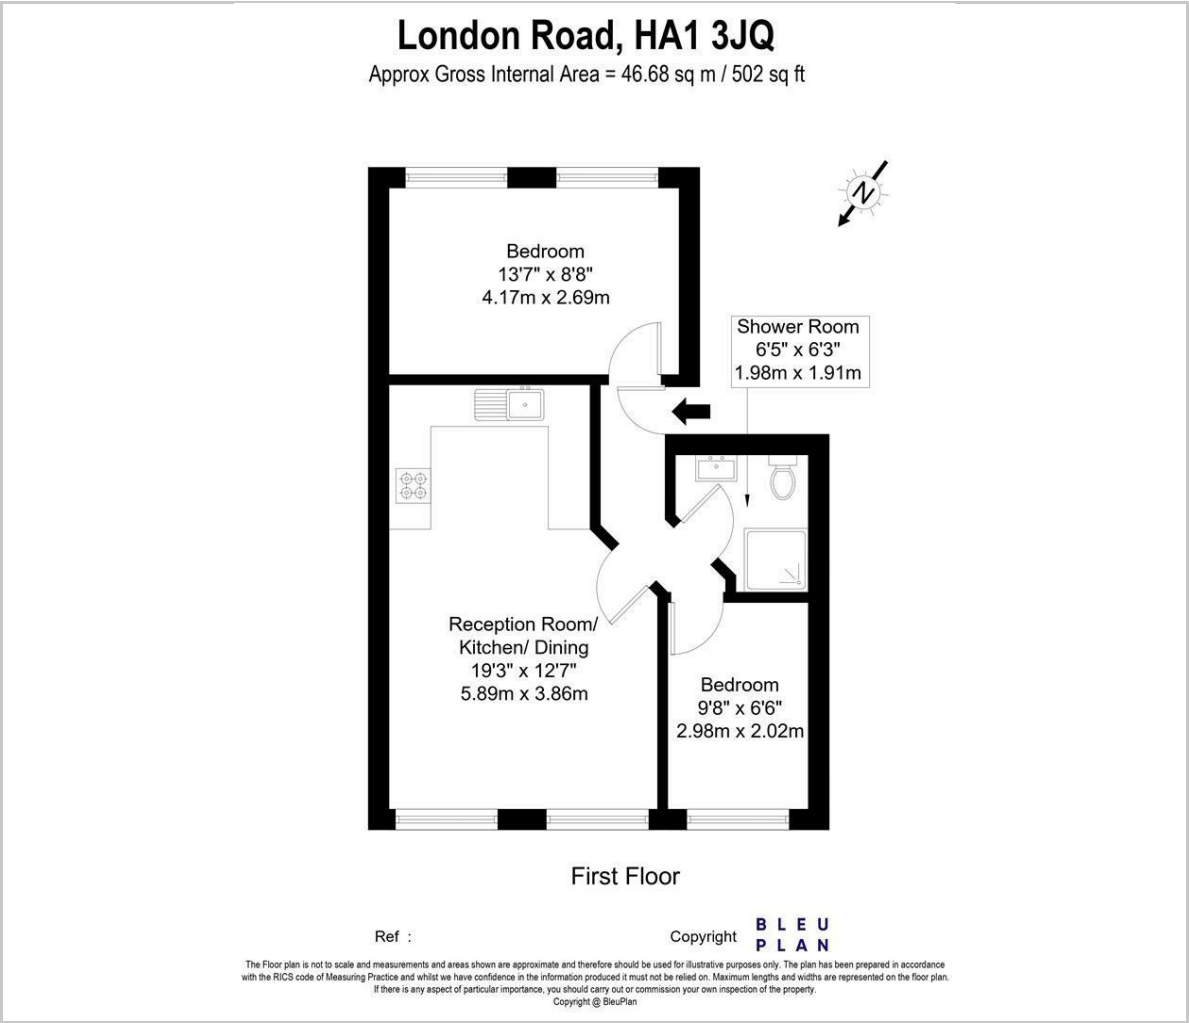 London Road, HA1 3JQ
Approx Gross Internal Area = 46.68 sq m / 502 sq ft
N
Bedroom
13'7" x 8'8"
4.17m x 2.69m
Shower Room
6'5" x 6'3"
1.98m x 1.91m
Reception Room/
Kitchen/ Dining
19'3" x 12'7"
5.89m x 3.86m
Bedroom
9'8" x 6'6"
2.98m x 2.02m
First Floor
Ref :
Copyright
BLEU
PLAN
The Floor plan is not to scale and measurements and areas shown are approximate and therefore should be used for illustrative purposes only. The plan has been prepared in accordance
with the RICS code of Measuring Practice and whilst we have confidence in the information produced it must not be relied on. Maximum lengths and widths are represented on the floor plan.
If there is any aspect of particular importance, you should carry out or commission your own inspection of the property.
Copyright @ BleuPlan